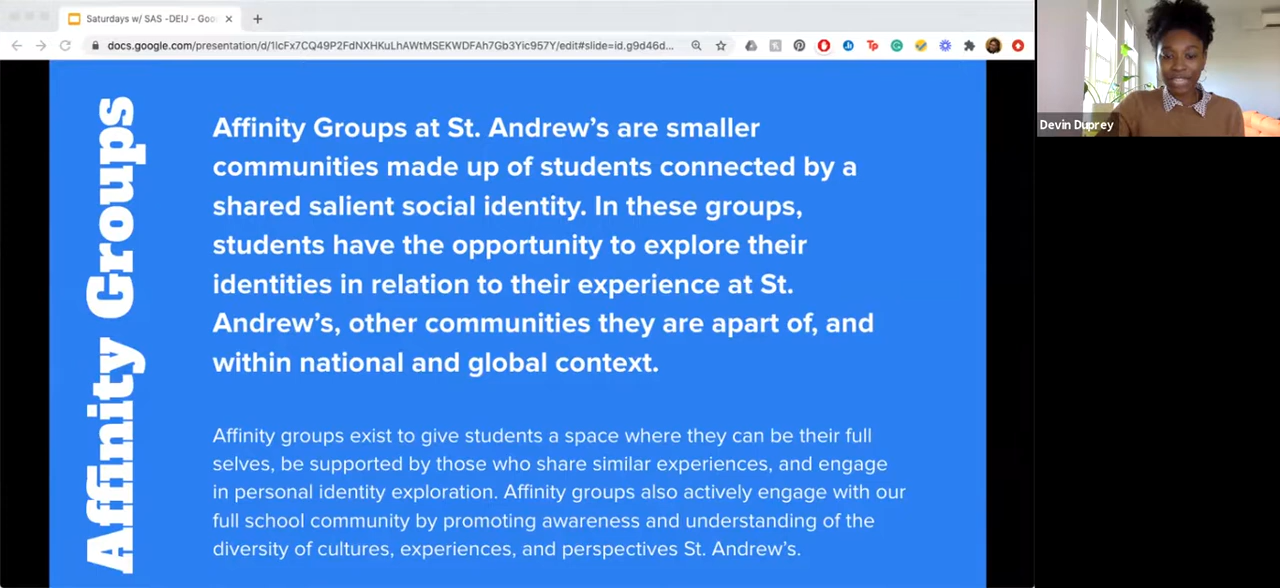 Saturdays w/ SAS -DEIJ - Goo
docs.google.com/presentation/d/1lcFx7CQ49P2FdNXHKuLhAWtMSEKWDFAh7Gb3Yic957Y/edit#slide=id.g9d46d...
Devin Duprey
Affinity Groups
Affinity Groups at St. Andrew’s are smaller
communities made up of students connected by a
shared salient social identity. In these groups,
students have the opportunity to explore their
identities in relation to their experience at St.
Andrew’s, other communities they are apart of, and
within national and global context.
Affinity groups exist to give students a space where they can be their full
selves, be supported by those who share similar experiences, and engage
in personal identity exploration. Affinity groups also actively engage with our
full school community by promoting awareness and understanding of the
diversity of cultures, experiences, and perspectives St. Andrew’s.